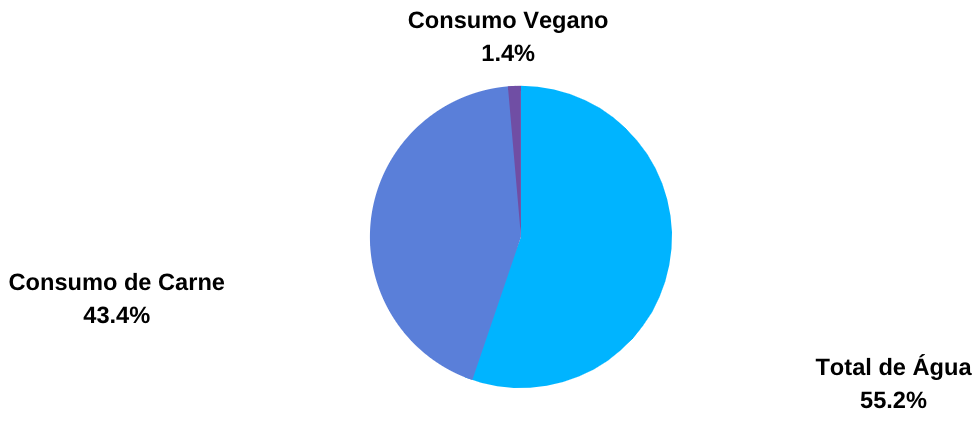 Consumo Vegano
1.4%
Consumo de Carne
43.4%
Total de Água
55.2%